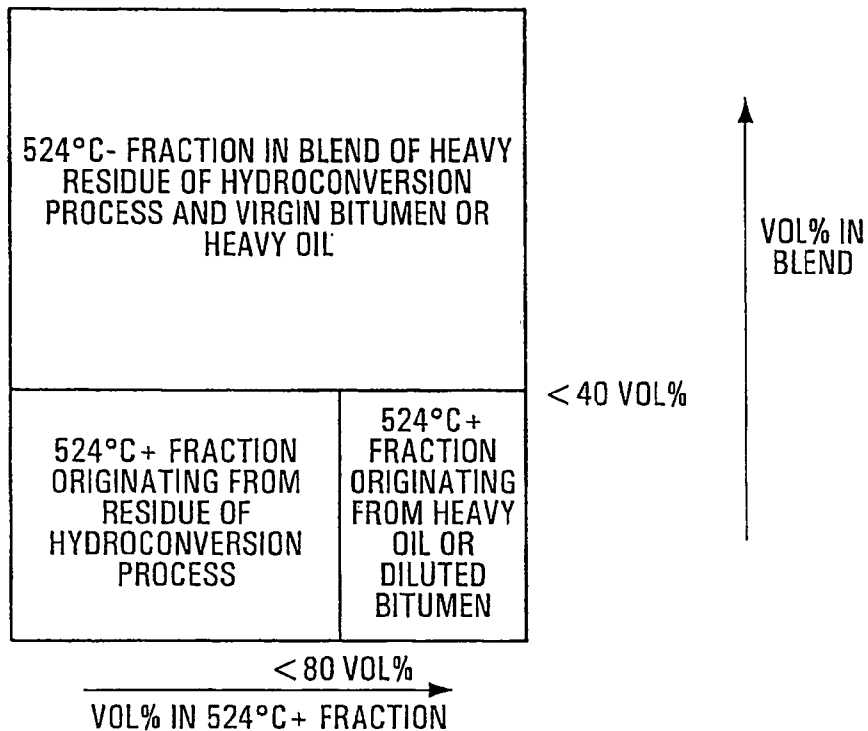 524°C- FRACTION IN BLEND OF HEAVY
RESIDUE OF HYDROCONVERSION
PROCESS AND VIRGIN BITUMEN OR
HEAVY OIL
VOL% IN
BLEND
< 40 VOL%
524°C+ FRACTION
ORIGINATING FROM
RESIDUE OF
HYDROCONVERSION
PROCESS
524°C+
FRACTION
ORIGINATING
FROM HEAVY
OIL OR
DILUTED
BITUMEN
< 80 VOL%
VOL% IN 524°C+ FRACTION